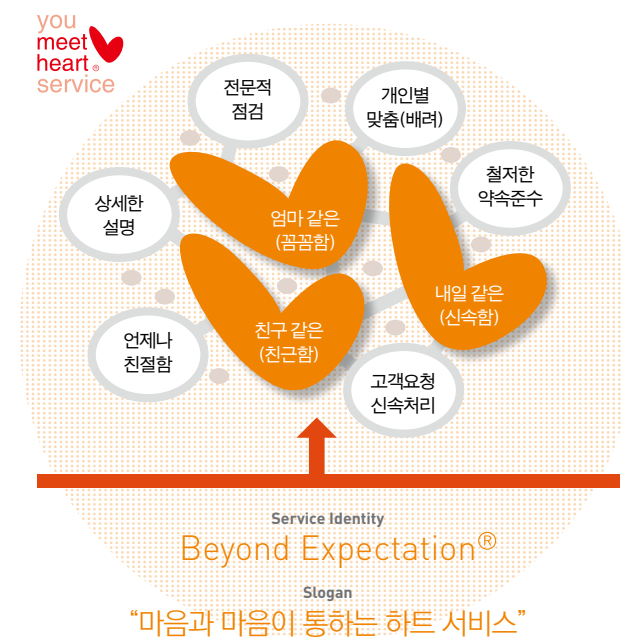 you
meet
heart®
service
전문적
점검
개인별
맞춤(배려)
철저한
약속준수
상세한
설명
엄마 같은
(꼼꼼함)
내일 같은
(신속함)
친구 같은
(친근함)
언제나
친절함
고객요청
신속처리
Service Identity
Beyond Expectation®
Slogan
“마음과 마음이 통하는 하트 서비스”